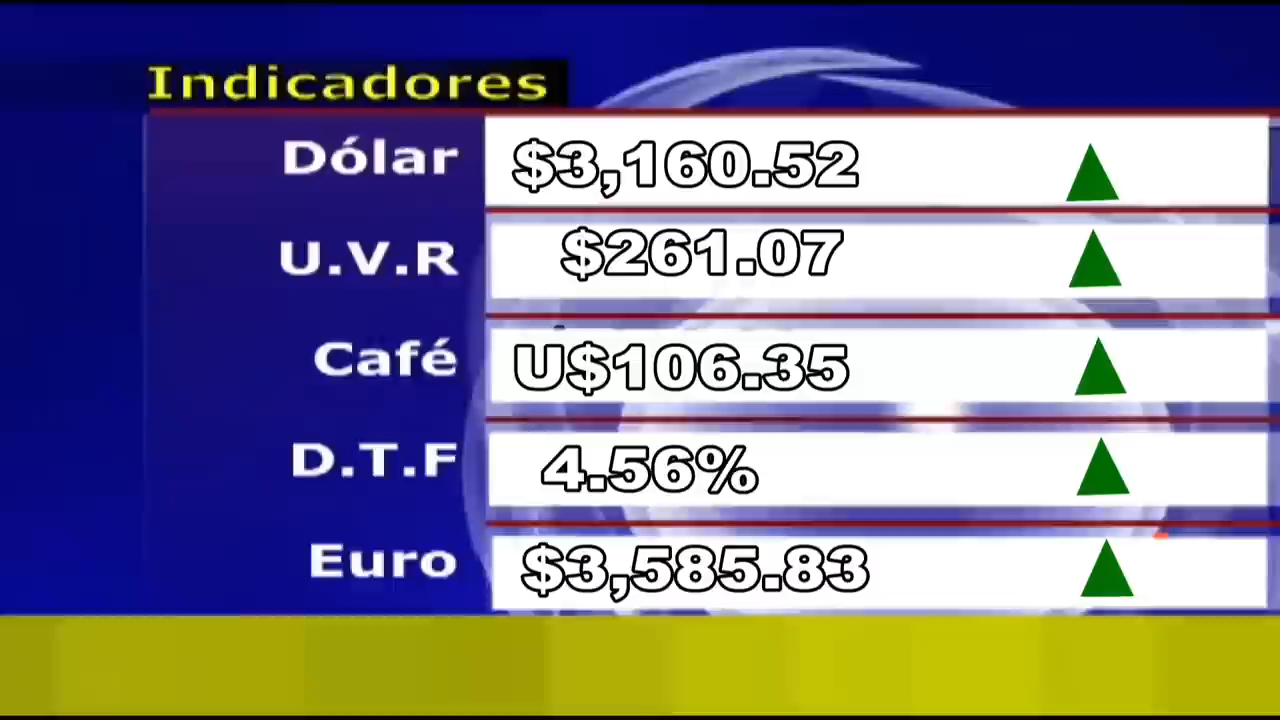 Indicadores
Dólar $3,160.52
U.V.R $261.07
Café U$106.35
D.T.F 4.56%
Euro $3,585.83